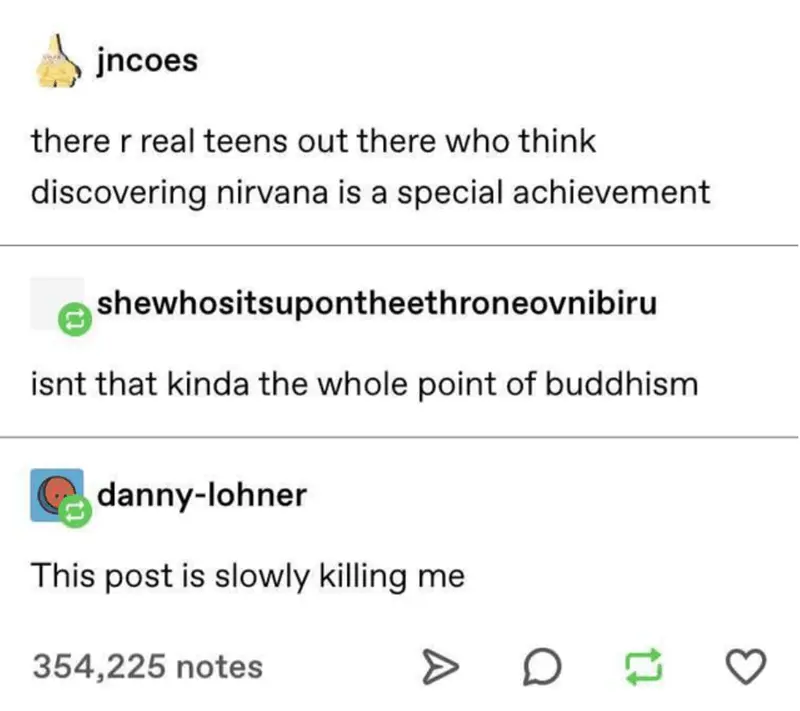 jncoes
there r real teens out there who think
discovering nirvana is a special achievement
shewhositsupontheethroneovnibiru
isnt that kinda the whole point of buddhism
danny-lohner
This post is slowly killing me
354,225 notes